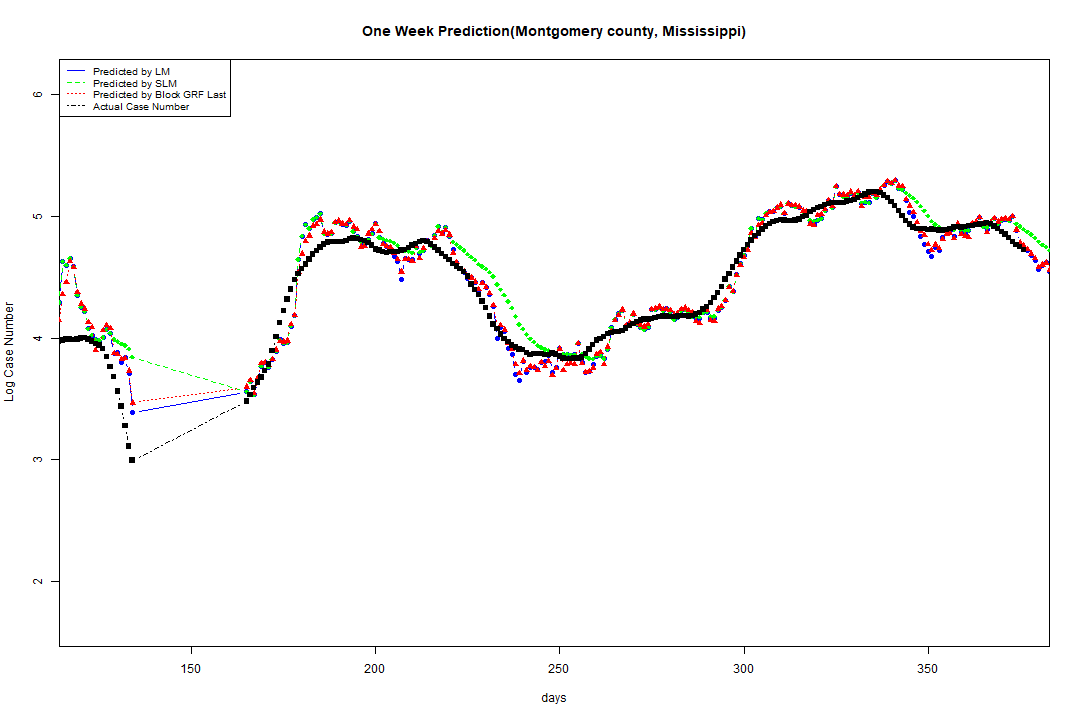 One Week Prediction(Montgomery county, Mississippi)
Predicted by LM
Predicted by SLM
Predicted by Block GRF Last
Actual Case Number
6
5
4
3
2
Log Case Number
150 200 250 300 350
days